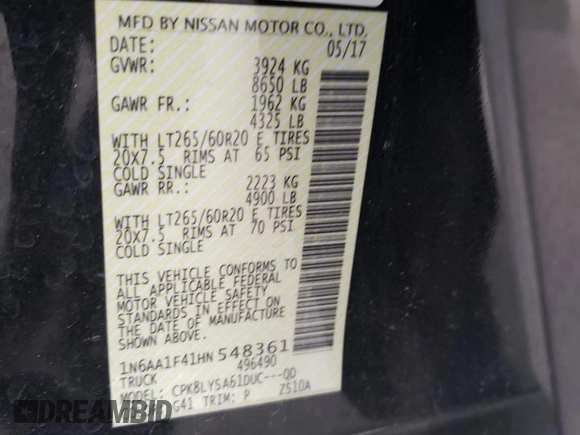 MFD BY NISSAN MOTOR CO., LTD.
DATE: 05/17
GVWR: 3924 KG
8650 LB
GAWR FR.: 1962 KG
4325 LB
WITH LT265/60R20 E TIRES
20x7.5 RIMS AT 65 PSI
COLD SINGLE
GAWR RR.: 2223 KG
4900 LB
WITH LT265/60R20 E TIRES
20x7.5 RIMS AT 70 PSI
COLD SINGLE
THIS VEHICLE CONFORMS TO
ALL APPLICABLE FEDERAL
MOTOR VEHICLE SAFETY
STANDARDS IN EFFECT ON
THE DATE OF MANUFACTURE
SHOWN ABOVE.
1N6AA1F41HN548361
TRUCK 496490
MODEL: CPK8LY5A61DUC---QD
G41 TRIM: P ZS10A
DREAMBID